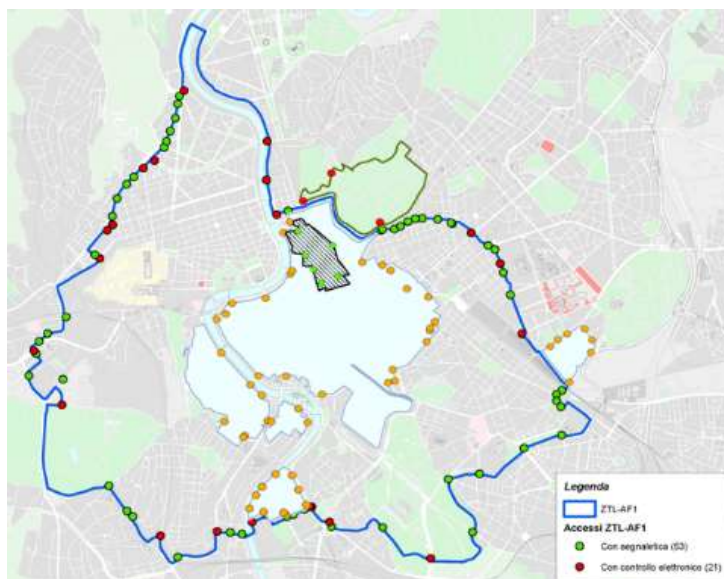 Legenda
ZTL-AF1
Accessi ZTL-AF1
Con segnaletica (53)
Con controllo elettronico (21)